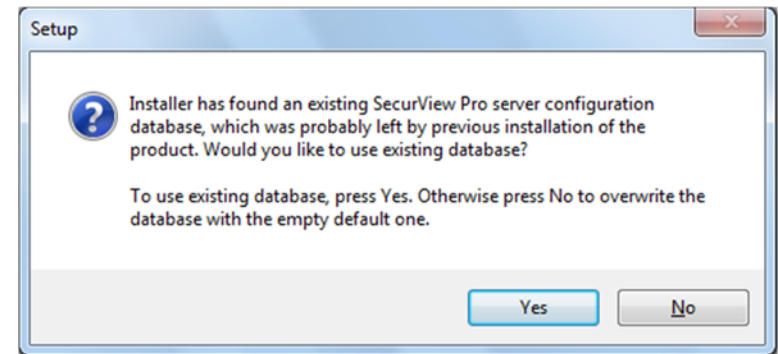 Setup
Installer has found an existing SecurView Pro server configuration
database, which was probably left by previous installation of the
product. Would you like to use existing database?
To use existing database, press Yes. Otherwise press No to overwrite the
database with the empty default one.
Yes
No